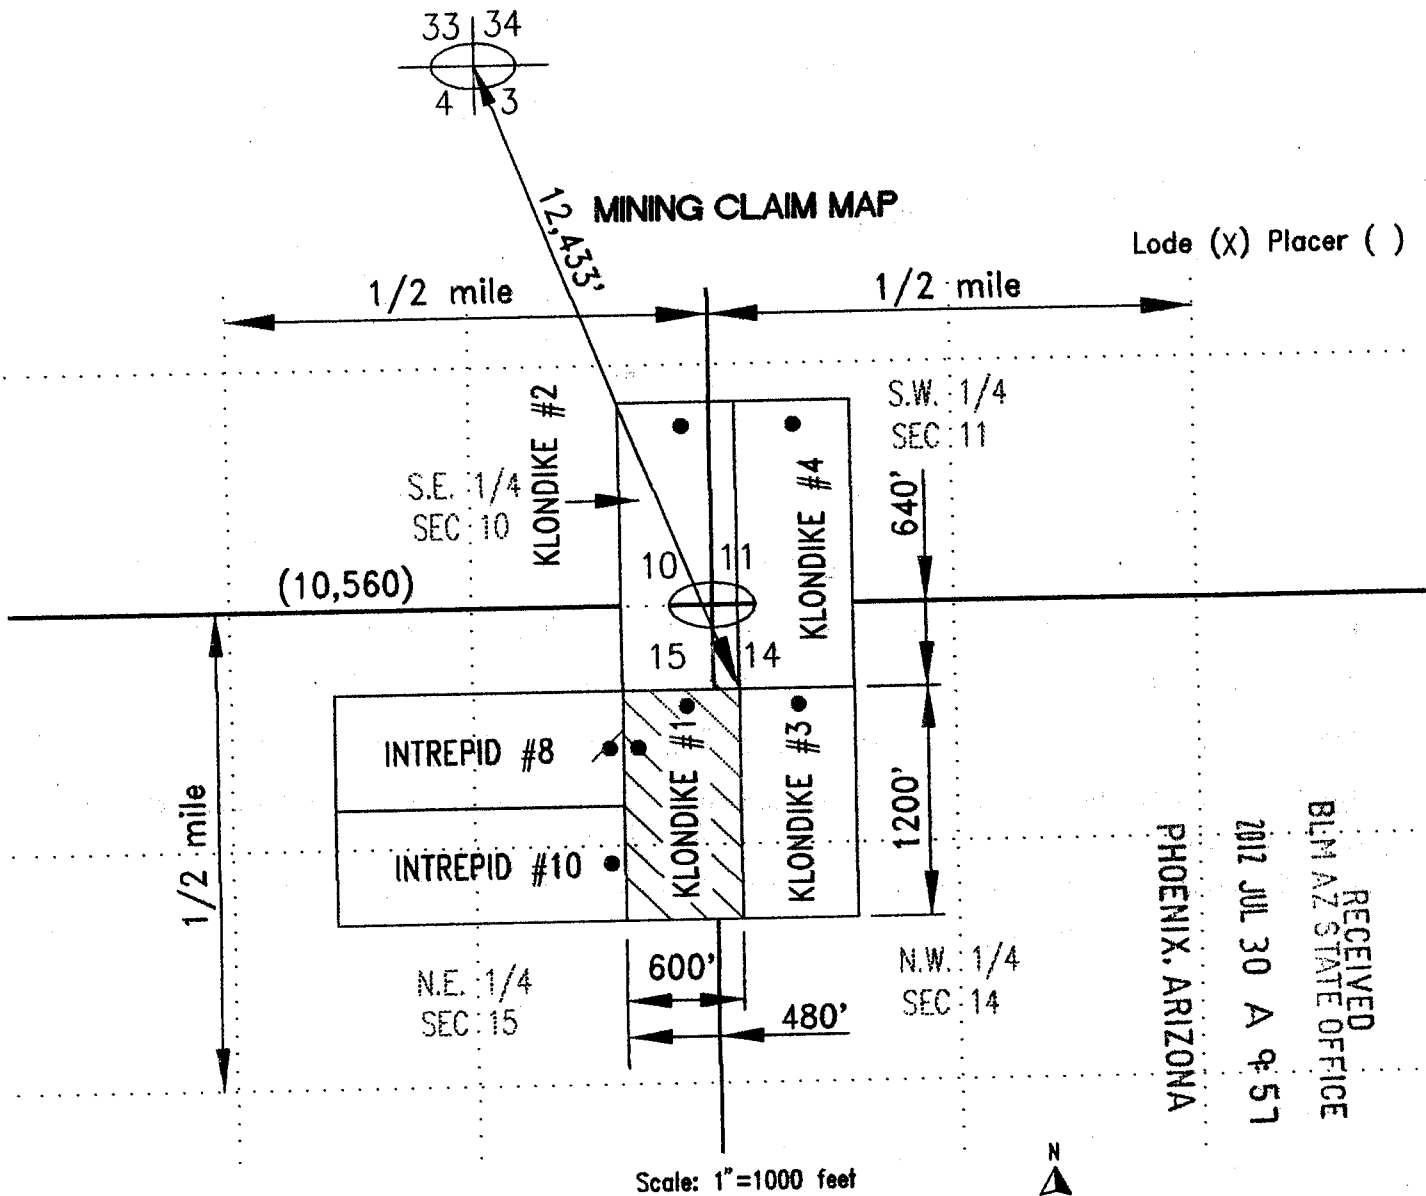 33 34
4 3
12,433'
MINING CLAIM MAP
Lode (X) Placer ( )
1/2 mile
1/2 mile
KLONDIKE #2
S.W. 1/4
SEC 11
S.E. 1/4
SEC 10
KLONDIKE #4
640'
10 11
(10,560)
15 14
INTREPID #8
KLONDIKE #1
KLONDIKE #3
1200'
1/2 mile
INTREPID #10
RECEIVED
BLM AZ STATE OFFICE
2012 JUL 30 A 9:57
PHOENIX, ARIZONA
N.E. 1/4
SEC 15
600'
N.W. 1/4
SEC 14
480'
N
Scale: 1"=1000 feet